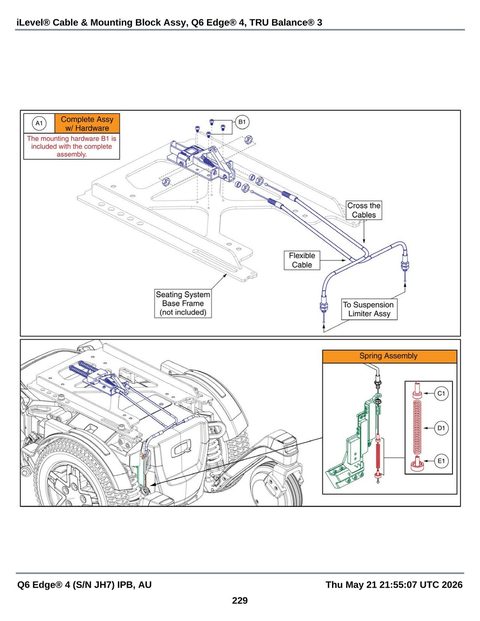 iLevel® Cable & Mounting Block Assy, Q6 Edge® 4, TRU Balance® 3
A1
Complete Assy
w/ Hardware
The mounting hardware B1 is
included with the complete
assembly.
B1
Cross the
Cables
Flexible
Cable
Seating System
Base Frame
(not included)
To Suspension
Limiter Assy
Spring Assembly
C1
D1
E1
Q6 Edge® 4 (S/N JH7) IPB, AU
Thu May 21 21:55:07 UTC 2026
229